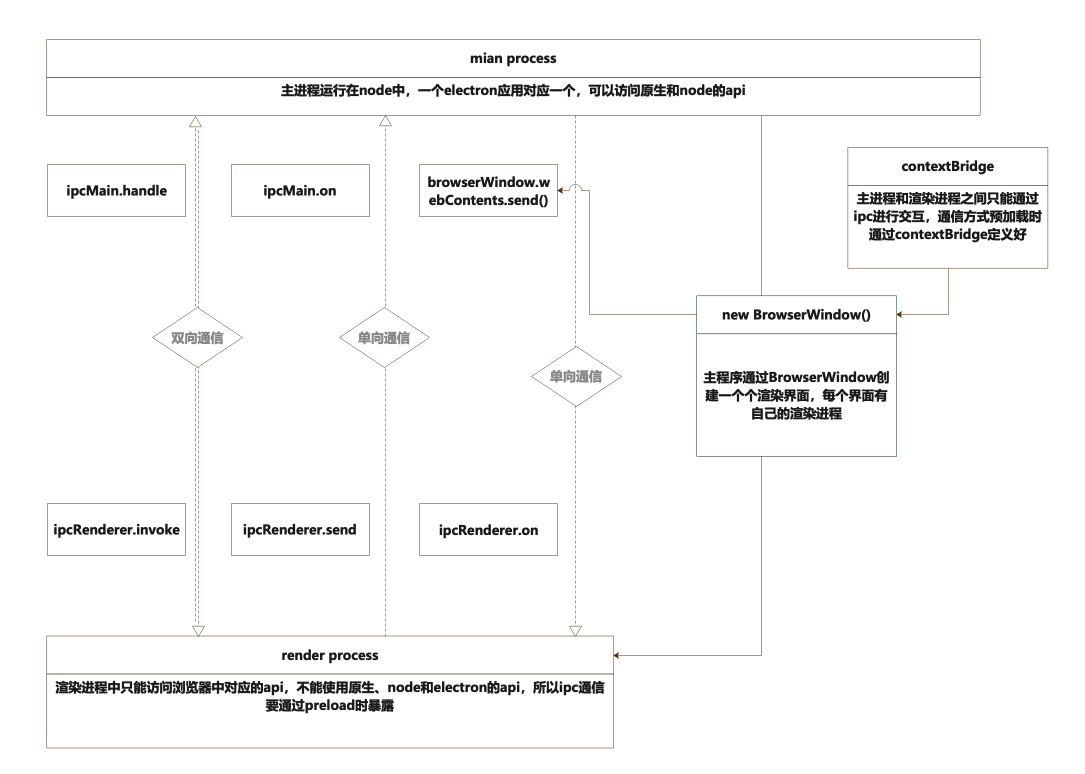 mian process
主进程运行在node中，一个electron应用对应一个，可以访问原生和node的api
ipcMain.handle
ipcMain.on
browserWindow.w
ebContents.send()
contextBridge
主进程和渲染进程之间只能通过
ipc进行交互，通信方式预加载时
通过contextBridge定义好
双向通信
单向通信
单向通信
new BrowserWindow()
主程序通过BrowserWindow创
建一个个渲染界面，每个界面有
自己的渲染进程
ipcRenderer.invoke
ipcRenderer.send
ipcRenderer.on
render process
渲染进程中只能访问浏览器中对应的api，不能使用原生、node和electron的api，所以ipc通信
要通过preload时暴露